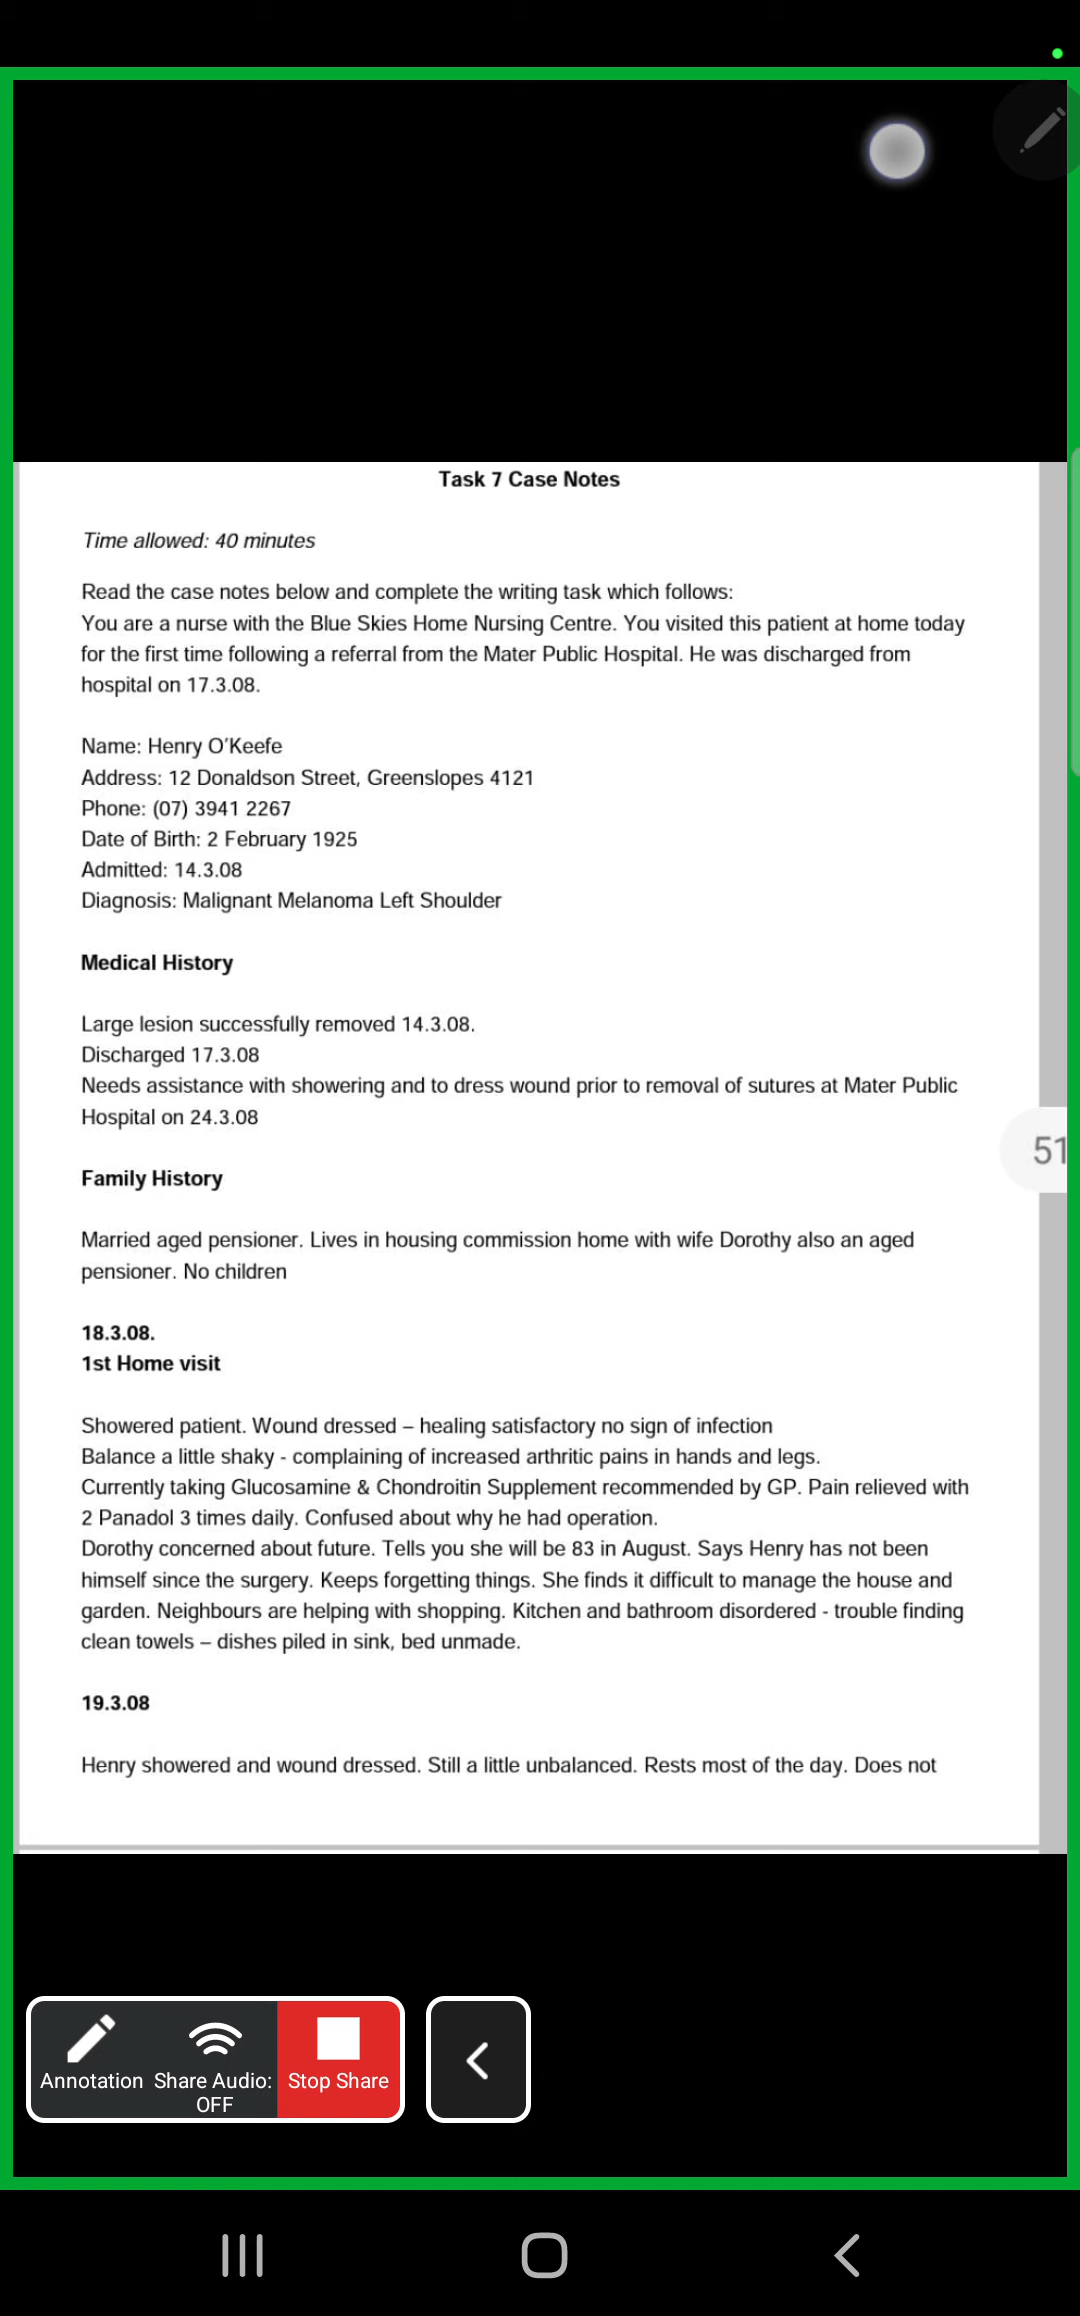 Task 7 Case Notes
Time allowed: 40 minutes
Read the case notes below and complete the writing task which follows:
You are a nurse with the Blue Skies Home Nursing Centre. You visited this patient at home today
for the first time following a referral from the Mater Public Hospital. He was discharged from
hospital on 17.3.08.
Name: Henry O'Keefe
Address: 12 Donaldson Street, Greenslopes 4121
Phone: (07) 3941 2267
Date of Birth: 2 February 1925
Admitted: 14.3.08
Diagnosis: Malignant Melanoma Left Shoulder
Medical History
Large lesion successfully removed 14.3.08.
Discharged 17.3.08
Needs assistance with showering and to dress wound prior to removal of sutures at Mater Public
Hospital on 24.3.08
51
Family History
Married aged pensioner. Lives in housing commission home with wife Dorothy also an aged
pensioner. No children
18.3.08.
1st Home visit
Showered patient. Wound dressed – healing satisfactory no sign of infection
Balance a little shaky - complaining of increased arthritic pains in hands and legs.
Currently taking Glucosamine & Chondroitin Supplement recommended by GP. Pain relieved with
2 Panadol 3 times daily. Confused about why he had operation.
Dorothy concerned about future. Tells you she will be 83 in August. Says Henry has not been
himself since the surgery. Keeps forgetting things. She finds it difficult to manage the house and
garden. Neighbours are helping with shopping. Kitchen and bathroom disordered - trouble finding
clean towels – dishes piled in sink, bed unmade.
19.3.08
Henry showered and wound dressed. Still a little unbalanced. Rests most of the day. Does not
Annotation
Share Audio:
OFF
Stop Share